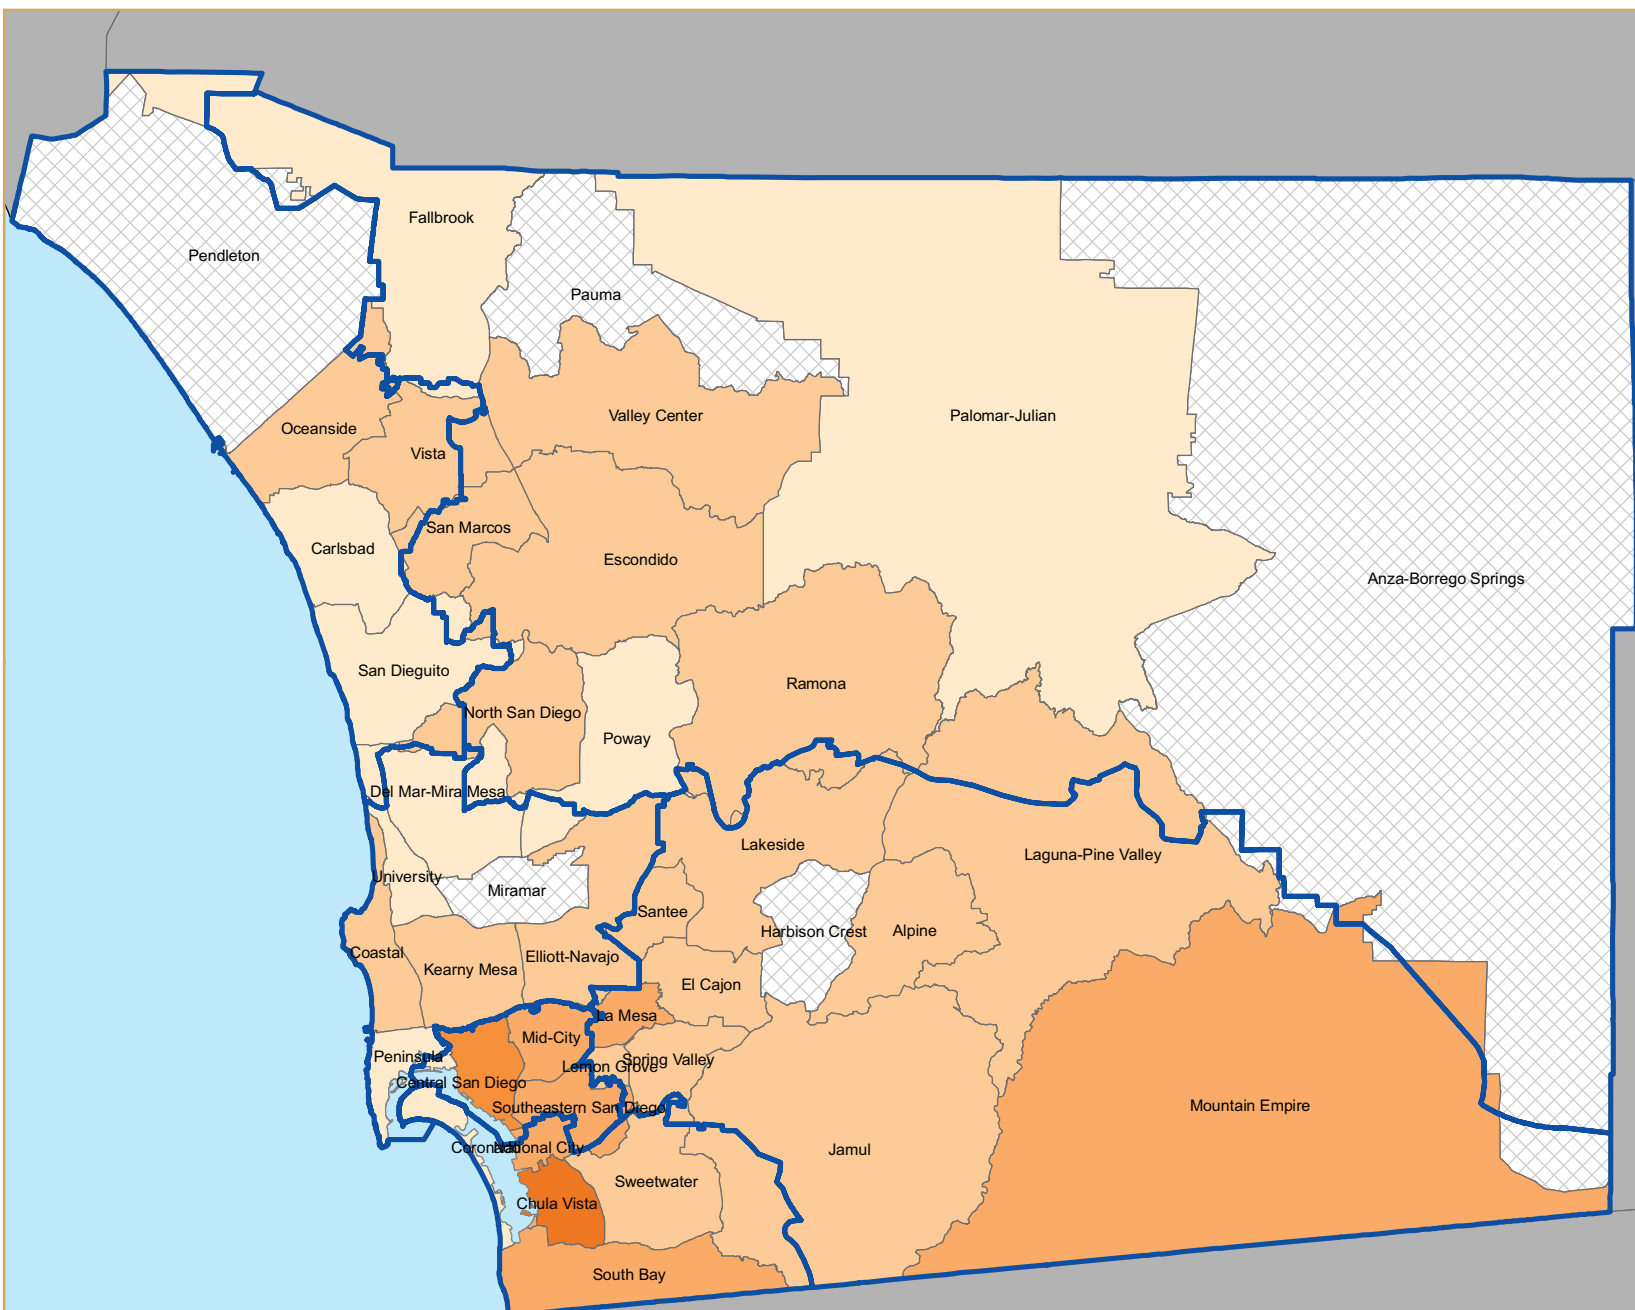 Fallbrook
Pendleton
Pauma
Oceanside
Valley Center
Palomar-Julian
Vista
San Marcos
Carlsbad
Escondido
Anza-Borrego Springs
San Dieguito
Ramona
North San Diego
Poway
Del Mar-Mira Mesa
Lakeside
Laguna-Pine Valley
University
Miramar
Santee
Harbison Crest
Alpine
Coastal
Kearny Mesa
Elliott-Navajo
El Cajon
La Mesa
Mid-City
Peninsula
Lemon Grove
Spring Valley
Central San Diego
Southeastern San Diego
Mountain Empire
Coronado
National City
Jamul
Sweetwater
Chula Vista
South Bay